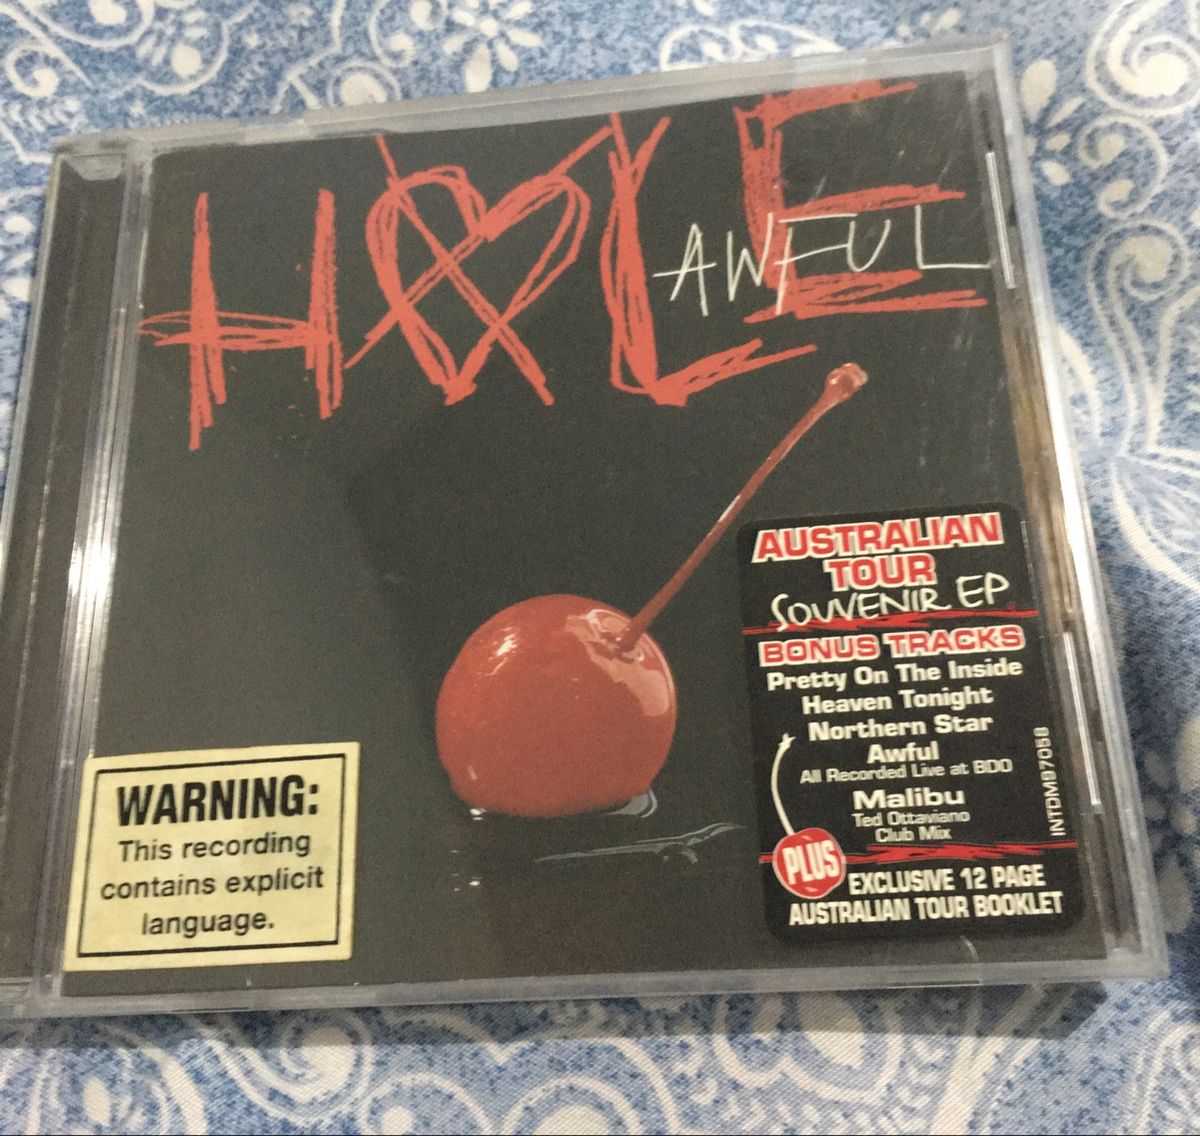 HOLE
AWFUL
AUSTRALIAN
TOUR
SOUVENIR EP
BONUS TRACKS
Pretty On The Inside
Heaven Tonight
Northern Star
Awful
All Recorded Live at BDO
Malibu
Ted Ottaviano
Club Mix
INTDM97058
PLUS
EXCLUSIVE 12 PAGE
AUSTRALIAN TOUR BOOKLET
WARNING:
This recording
contains explicit
language.